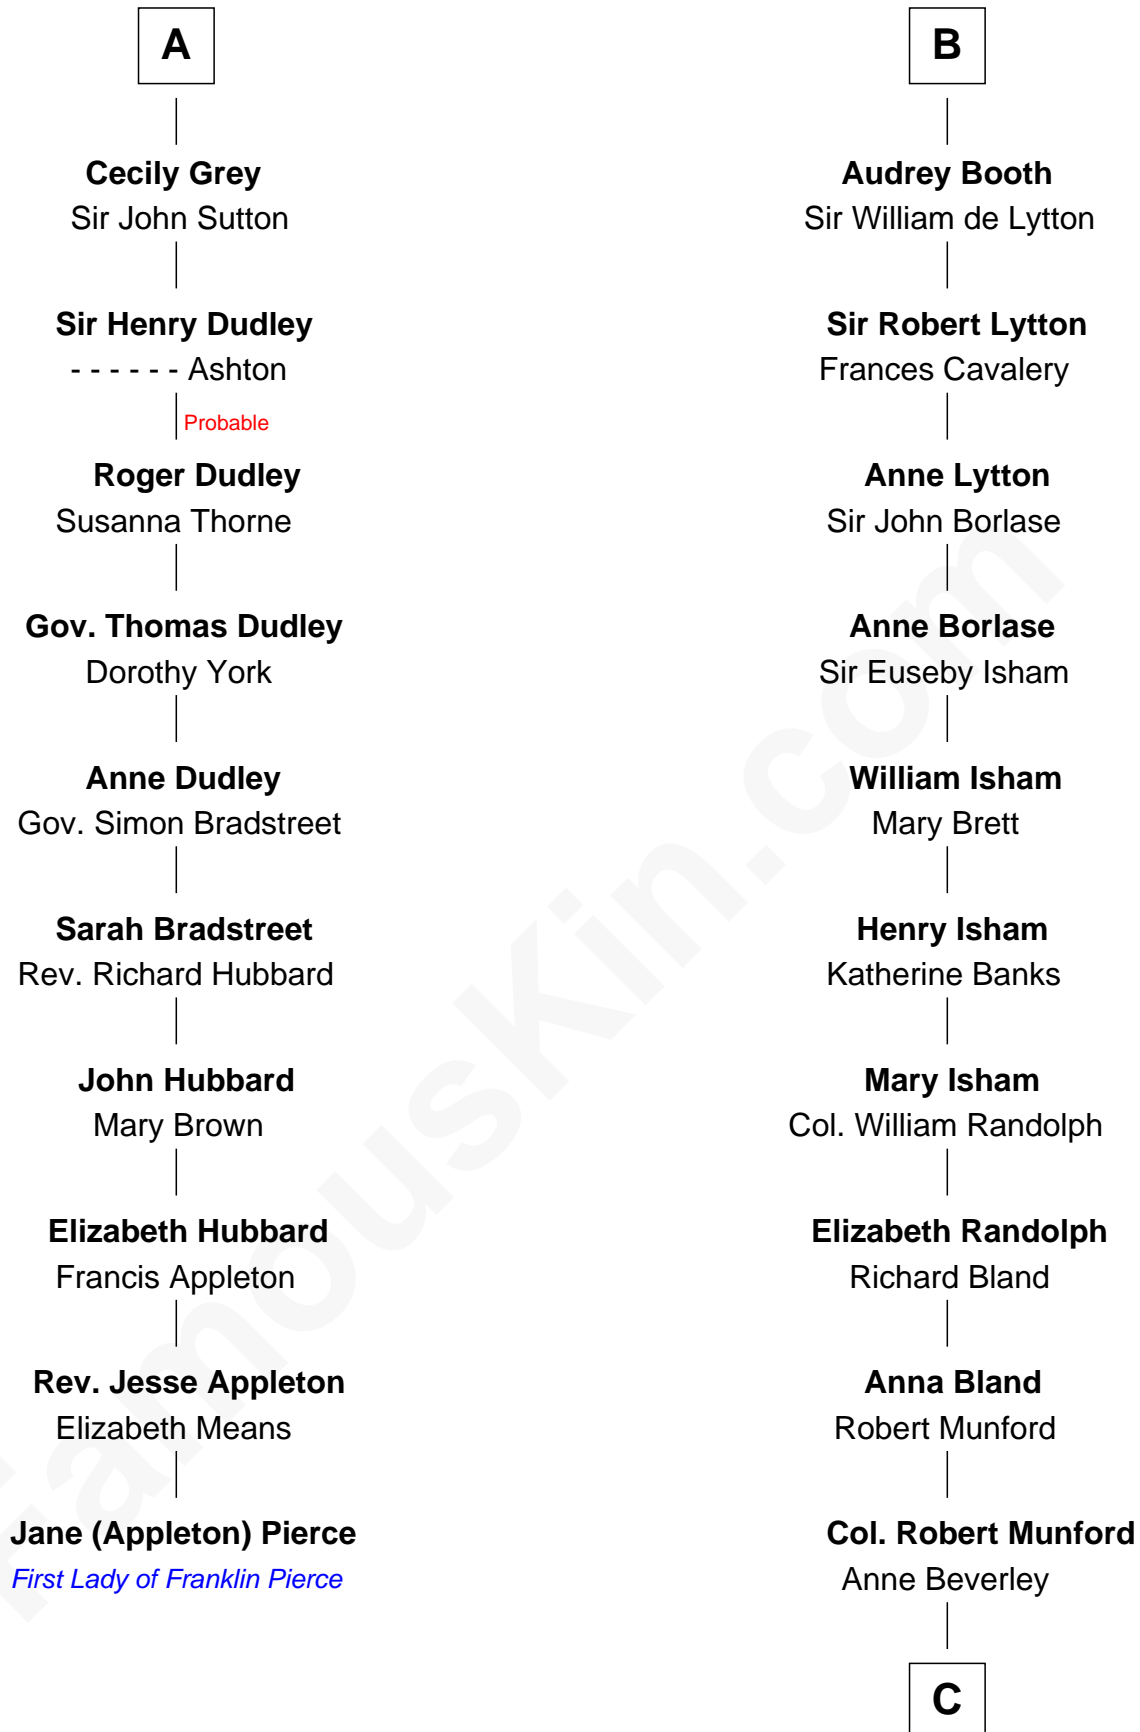 A
Cecily Grey
Sir John Sutton
Sir Henry Dudley
- - - - - - Ashton
Probable
Roger Dudley
Susanna Thorne
Gov. Thomas Dudley
Dorothy York
Anne Dudley
Gov. Simon Bradstreet
Sarah Bradstreet
Rev. Richard Hubbard
John Hubbard
Mary Brown
Elizabeth Hubbard
Francis Appleton
Rev. Jesse Appleton
Elizabeth Means
Jane (Appleton) Pierce
First Lady of Franklin Pierce
B
Audrey Booth
Sir William de Lytton
Sir Robert Lytton
Frances Cavalery
Anne Lytton
Sir John Borlase
Anne Borlase
Sir Euseby Isham
William Isham
Mary Brett
Henry Isham
Katherine Banks
Mary Isham
Col. William Randolph
Elizabeth Randolph
Richard Bland
Anna Bland
Robert Munford
Col. Robert Munford
Anne Beverley
C
FamousKin.com